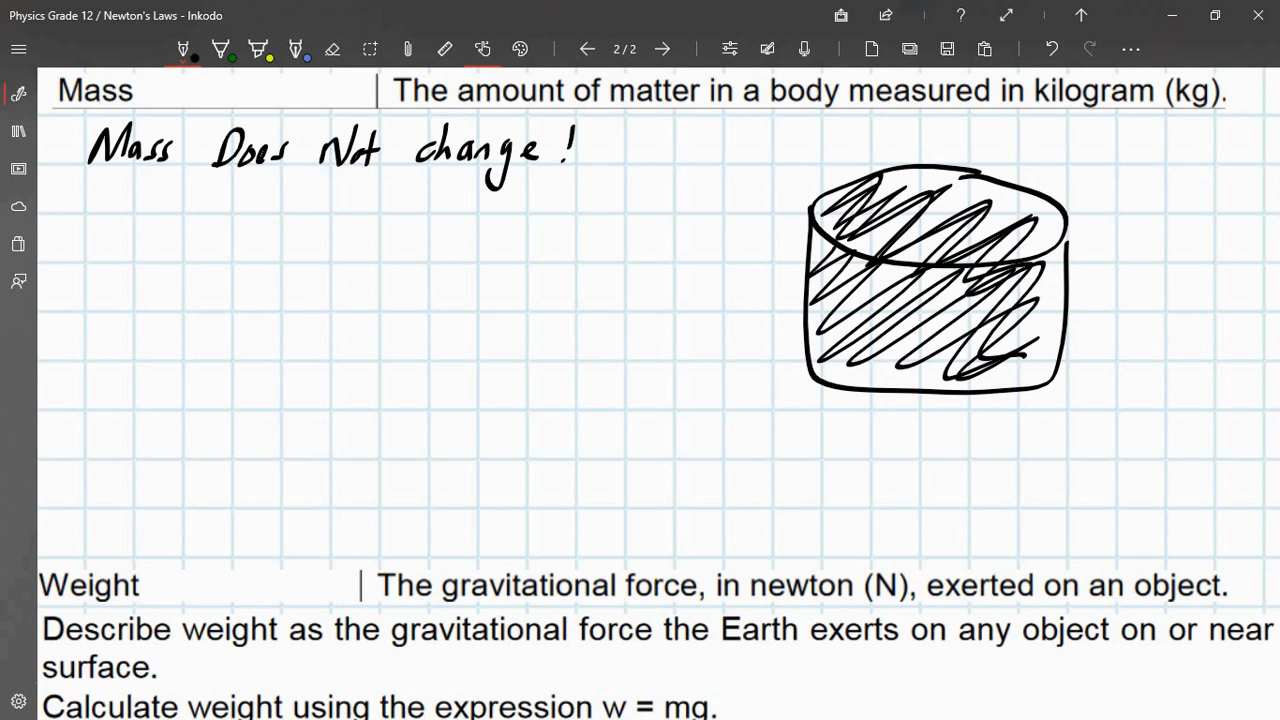 Physics Grade 12 / Newton's Laws - Inkodo
2/2
Mass The amount of matter in a body measured in kilogram (kg).
Mass Does Not change !
Weight The gravitational force, in newton (N), exerted on an object.
Describe weight as the gravitational force the Earth exerts on any object on or near
surface.
Calculate weight using the expression w = mg.